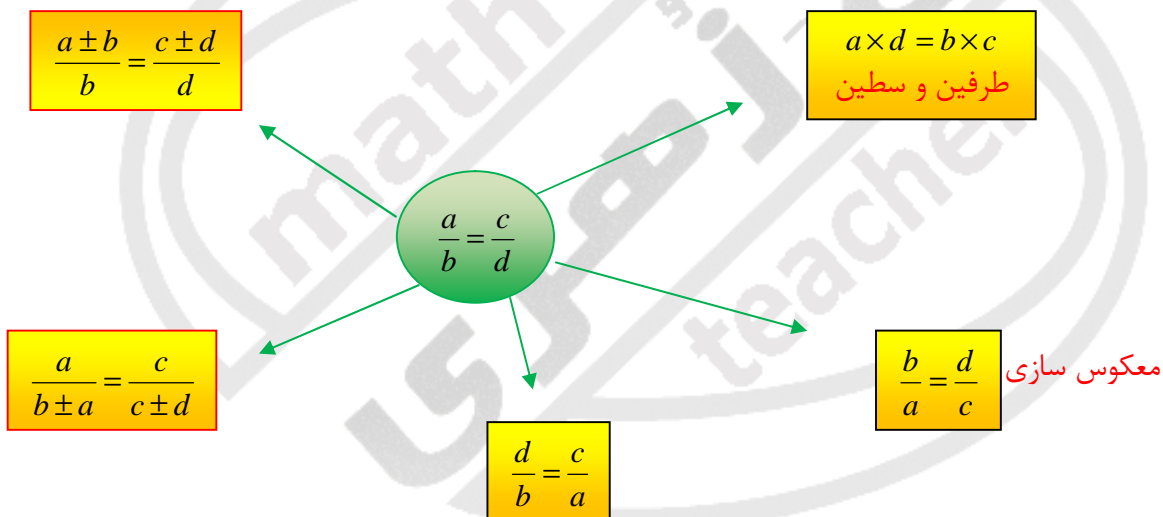 (a ± b)/b = (c ± d)/d
a × d = b × c
طرفین و سطین
a/b = c/d
a/(b ± a) = c/(c ± d)
b/a = d/c
معکوس سازی
d/b = c/a
math
teacher